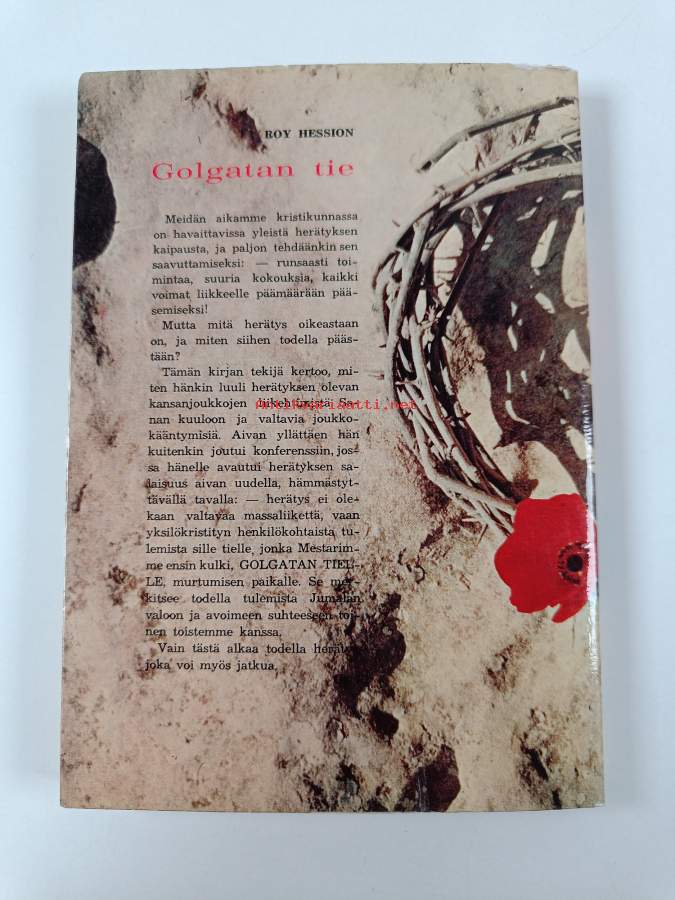 ROY HESSION
Golgatan tie
Meidän aikamme kristikunnassa
on havaittavissa yleistä herätyksen
kaipausta, ja paljon tehdäänkin sen
saavuttamiseksi: — runsaasti toi-
mintaa, suuria kokouksia, kaikki
voimat liikkeelle päämäärään pää-
semiseksi!
Mutta mitä herätys oikeastaan
on, ja miten siihen todella pääs-
tään?
Tämän kirjan tekijä kertoo, mi-
ten hänkin luuli herätyksen olevan
kansanjoukkojen liikehtimistä Sa-
nan kuuloon ja valtavia joukko-
kääntymisiä. Aivan yllättäen hän
kuitenkin joutui konferenssiin, jos-
sa hänelle avautui herätyksen sa-
laisuus aivan uudella, hämmästyt-
tävällä tavalla: — herätys ei ole-
kaan valtavaa massaliikettä, vaan
yksilökristityn henkilökohtaista tu-
lemista sille tielle, jonka Mestarim-
me ensin kulki, GOLGATAN TIEL-
LE, murtumisen paikalle. Se mer-
kitsee todella tulemista Jumalan
valoon ja avoimeen suhteeseen toi-
nen toistemme kanssa.
Vain tästä alkaa todella herätys,
joka voi myös jatkua.
antikvariaatti.net